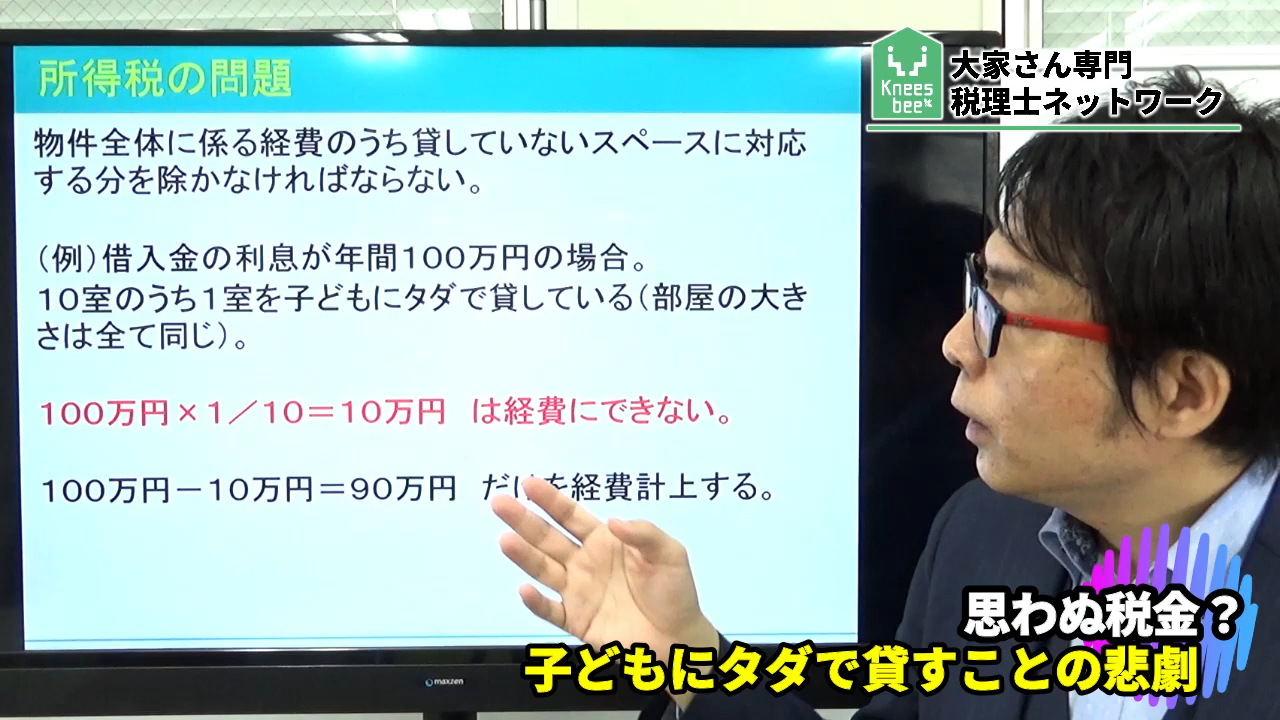 所得税の問題
物件全体に係る経費のうち貸していないスペースに対応
する分を除かなければならない。
（例）借入金の利息が年間１００万円の場合。
１０室のうち１室を子どもにタダで貸している（部屋の大き
さは全て同じ）。
１００万円×１／１０＝１０万円　は経費にできない。
１００万円－１０万円＝９０万円　だけを経費計上する。
maxzen
Knees
bee税
大家さん専門
税理士ネットワーク
思わぬ税金？
子どもにタダで貸すことの悲劇